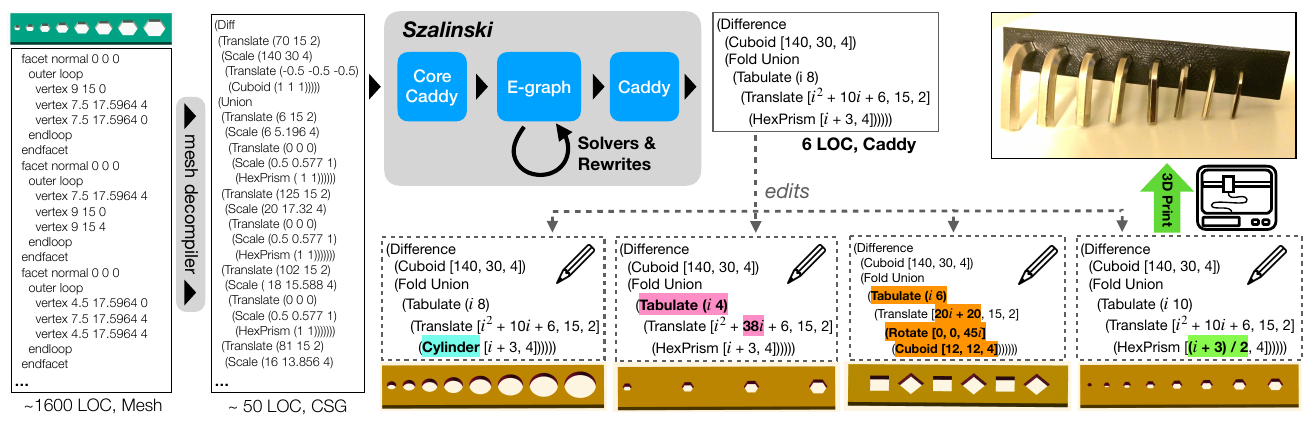 facet normal 0 0 0
outer loop
vertex 9 15 0
vertex 7.5 17.5964 4
vertex 7.5 17.5964 0
endloop
endfacet
facet normal 0 0 0
outer loop
vertex 7.5 17.5964 4
vertex 9 15 0
vertex 9 15 4
endloop
endfacet
facet normal 0 0 0
outer loop
vertex 4.5 17.5964 0
vertex 7.5 17.5964 4
vertex 4.5 17.5964 4
endloop
endfacet
...
~1600 LOC, Mesh
mesh decompiler
(Diff
(Translate (70 15 2)
(Scale (140 30 4)
(Translate (-0.5 -0.5 -0.5)
(Cuboid (1 1 1)))))
(Union
(Translate (6 15 2)
(Scale (6 5.196 4)
(Translate (0 0 0)
(Scale (0.5 0.577 1)
(HexPrism ( 1 1))))))
(Translate (125 15 2)
(Scale (20 17.32 4)
(Translate (0 0 0)
(Scale (0.5 0.577 1)
(HexPrism (1 1))))))
(Translate (102 15 2)
(Scale ( 18 15.588 4)
(Translate (0 0 0)
(Scale (0.5 0.577 1)
(HexPrism (1 1))))))
(Translate (81 15 2)
(Scale (16 13.856 4)
...
~ 50 LOC, CSG
Szalinski
Core Caddy
E-graph
Caddy
Solvers &
Rewrites
(Difference
(Cuboid [140, 30, 4])
(Fold Union
(Tabulate (i 8)
(Translate [i² + 10i + 6, 15, 2]
(HexPrism [i + 3, 4])))))
6 LOC, Caddy
edits
3D Print
(Difference
(Cuboid [140, 30, 4])
(Fold Union
(Tabulate (i 8)
(Translate [i² + 10i + 6, 15, 2]
(Cylinder [i + 3, 4])))))
(Difference
(Cuboid [140, 30, 4])
(Fold Union
(Tabulate (i 4)
(Translate [i² + 38i + 6, 15, 2]
(HexPrism [i + 3, 4])))))
(Difference
(Cuboid [140, 30, 4])
(Fold Union
(Tabulate (i 6)
(Translate [20i + 20, 15, 2]
(Rotate [0, 0, 45i]
(Cuboid [12, 12, 4]))))))
(Difference
(Cuboid [140, 30, 4])
(Fold Union
(Tabulate (i 10)
(Translate [i² + 10i + 6, 15, 2]
(HexPrism [(i + 3) / 2, 4])))))